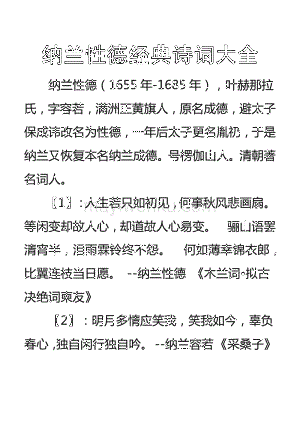 纳兰性德经典诗词大全
纳兰性德（1655年-1685年），叶赫那拉
氏，字容若，满洲正黄旗人，原名成德，避太子
保成讳改名为性德，一年后太子更名胤礽，于是
纳兰又恢复本名纳兰成德。号楞伽山人。清朝著
名词人。
〖1〗：人生若只如初见，何事秋风悲画扇。
等闲变却故人心，却道故人心易变。 骊山语罢
清宵半，泪雨霖铃终不怨。 何如薄幸锦衣郎，
比翼连枝当日愿。 --纳兰性德 《木兰词·拟古
决绝词柬友》
〖2〗：明月多情应笑我，笑我如今，辜负
春心，独自闲行独自吟。 --纳兰容若《采桑子》